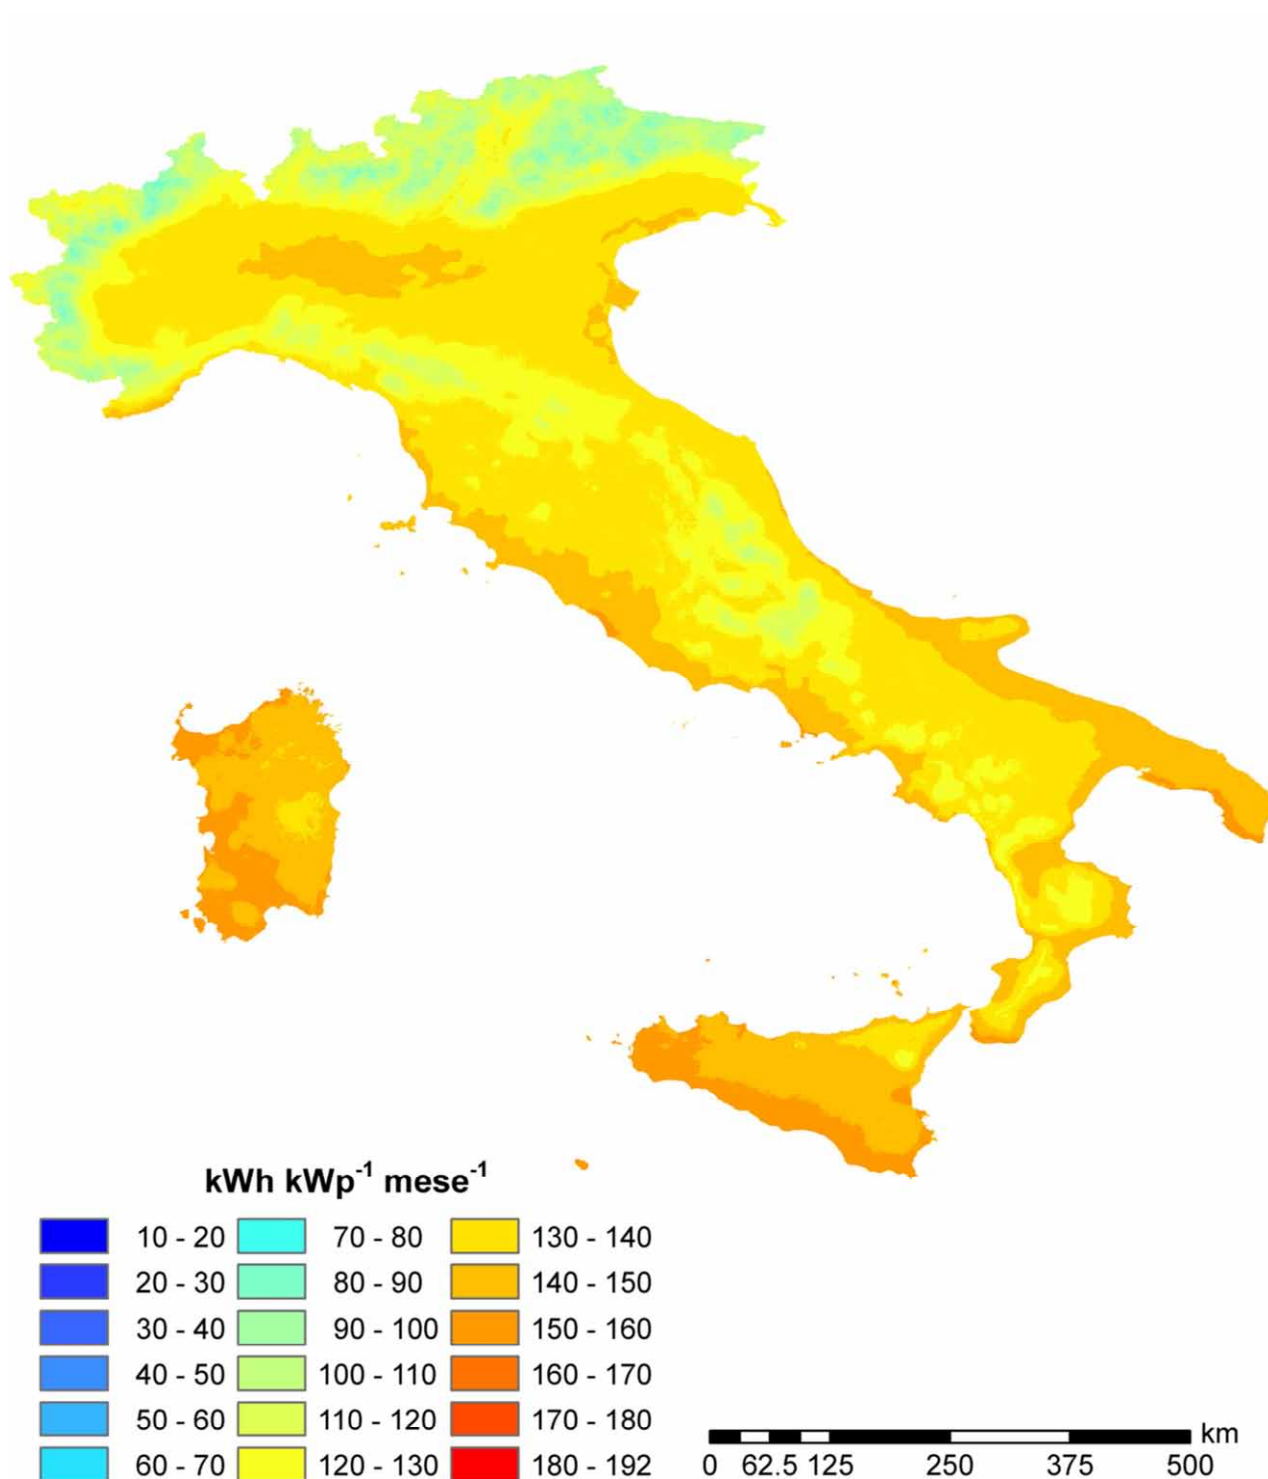 kWh kWp-1 mese-1
10 - 20 70 - 80 130 - 140
20 - 30 80 - 90 140 - 150
30 - 40 90 - 100 150 - 160
40 - 50 100 - 110 160 - 170
50 - 60 110 - 120 170 - 180
60 - 70 120 - 130 180 - 192
km
0 62.5 125 250 375 500